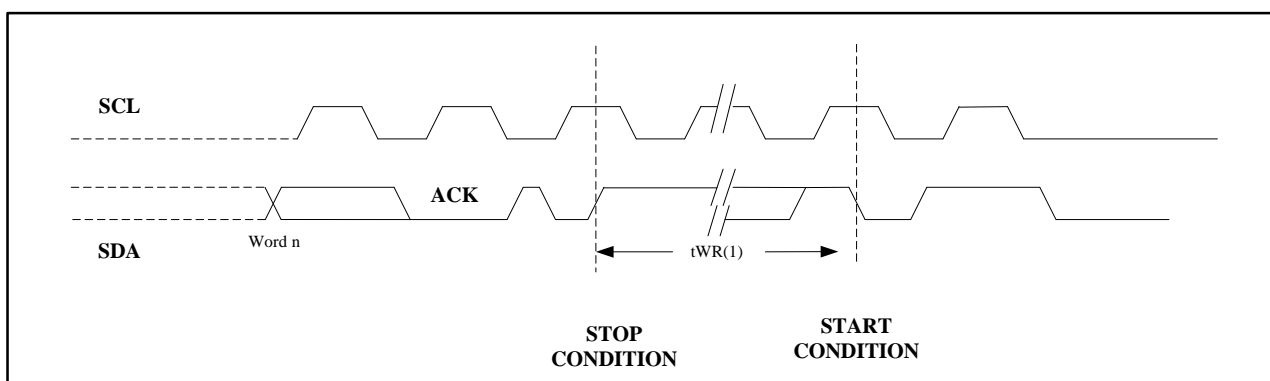 SCL
ACK
Word n
SDA
tWR(1)
STOP
CONDITION
START
CONDITION